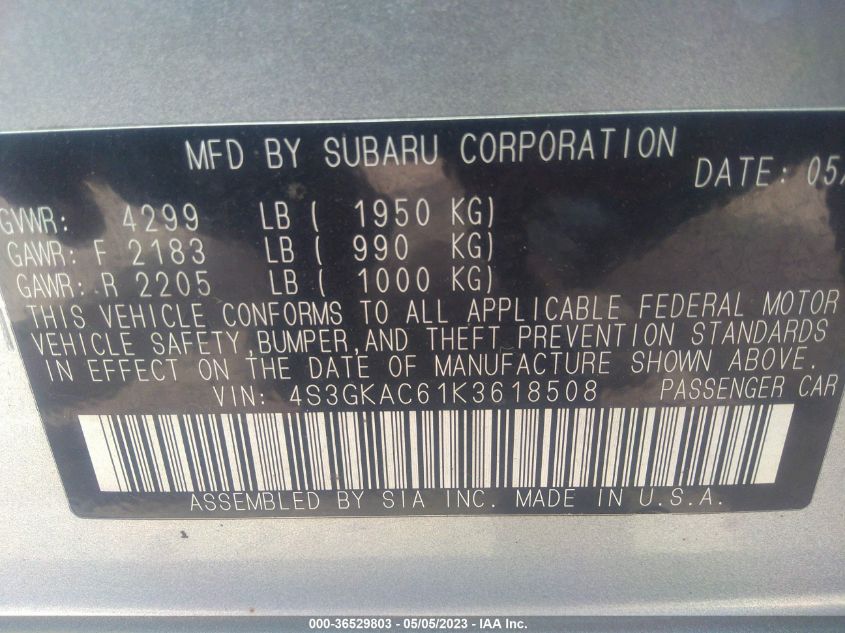 MFD BY SUBARU CORPORATION
DATE: 05/
GVWR: 4299 LB ( 1950 KG)
GAWR: F 2183 LB ( 990 KG)
GAWR: R 2205 LB ( 1000 KG)
THIS VEHICLE CONFORMS TO ALL APPLICABLE FEDERAL MOTOR
VEHICLE SAFETY,BUMPER,AND THEFT PREVENTION STANDARDS
IN EFFECT ON THE DATE OF MANUFACTURE SHOWN ABOVE.
VIN: 4S3GKAC61K3618508 PASSENGER CAR
ASSEMBLED BY SIA INC. MADE IN U.S.A.
000-36529803 - 05/05/2023 - IAA Inc.